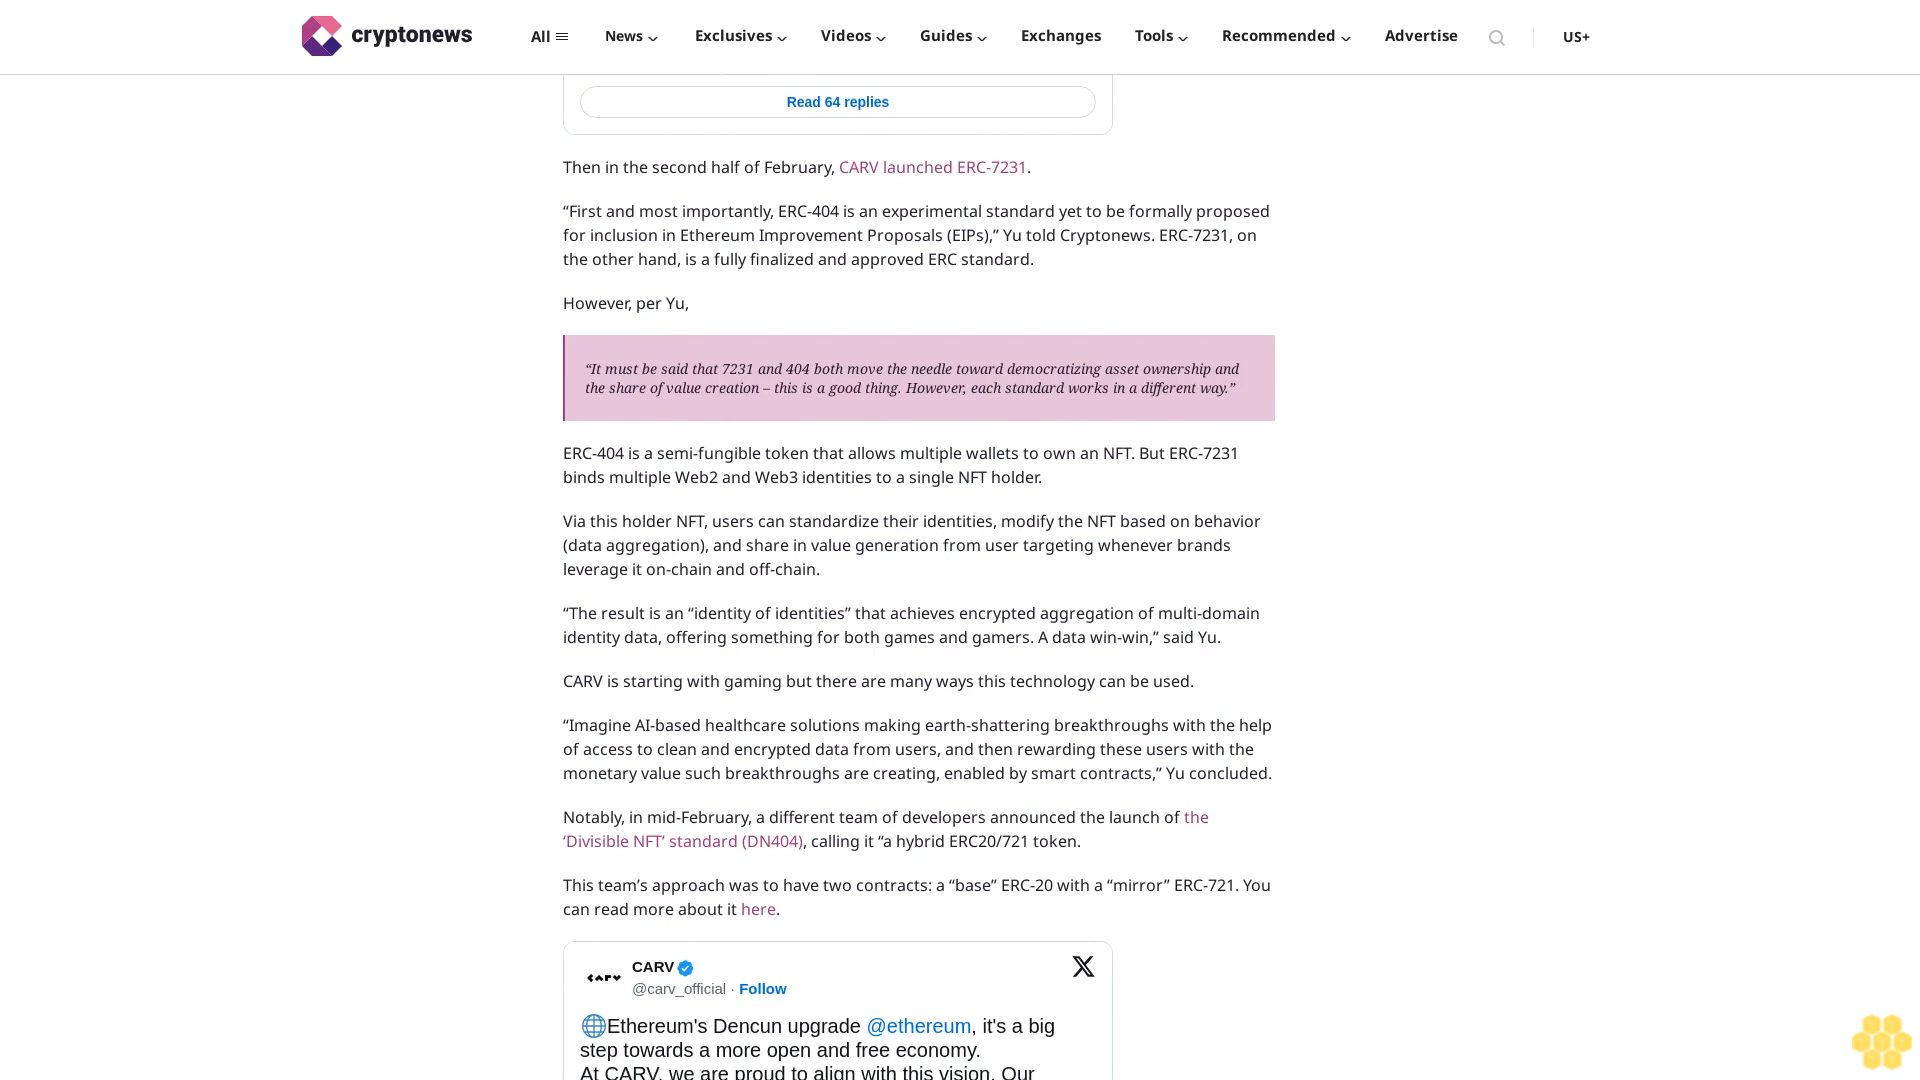 cryptonews
All
News
Exclusives
Videos
Guides
Exchanges
Tools
Recommended
Advertise
US+
Read 64 replies
Then in the second half of February, CARV launched ERC-7231.
“First and most importantly, ERC-404 is an experimental standard yet to be formally proposed
for inclusion in Ethereum Improvement Proposals (EIPs),” Yu told Cryptonews. ERC-7231, on
the other hand, is a fully finalized and approved ERC standard.
However, per Yu,
“It must be said that 7231 and 404 both move the needle toward democratizing asset ownership and
the share of value creation – this is a good thing. However, each standard works in a different way.”
ERC-404 is a semi-fungible token that allows multiple wallets to own an NFT. But ERC-7231
binds multiple Web2 and Web3 identities to a single NFT holder.
Via this holder NFT, users can standardize their identities, modify the NFT based on behavior
(data aggregation), and share in value generation from user targeting whenever brands
leverage it on-chain and off-chain.
“The result is an “identity of identities” that achieves encrypted aggregation of multi-domain
identity data, offering something for both games and gamers. A data win-win,” said Yu.
CARV is starting with gaming but there are many ways this technology can be used.
“Imagine AI-based healthcare solutions making earth-shattering breakthroughs with the help
of access to clean and encrypted data from users, and then rewarding these users with the
monetary value such breakthroughs are creating, enabled by smart contracts,” Yu concluded.
Notably, in mid-February, a different team of developers announced the launch of the
‘Divisible NFT’ standard (DN404), calling it “a hybrid ERC20/721 token.
This team’s approach was to have two contracts: a “base” ERC-20 with a “mirror” ERC-721. You
can read more about it here.
CARV
@carv_official · Follow
Ethereum's Dencun upgrade @ethereum, it's a big
step towards a more open and free economy.
At CARV, we are proud to align with this vision. Our